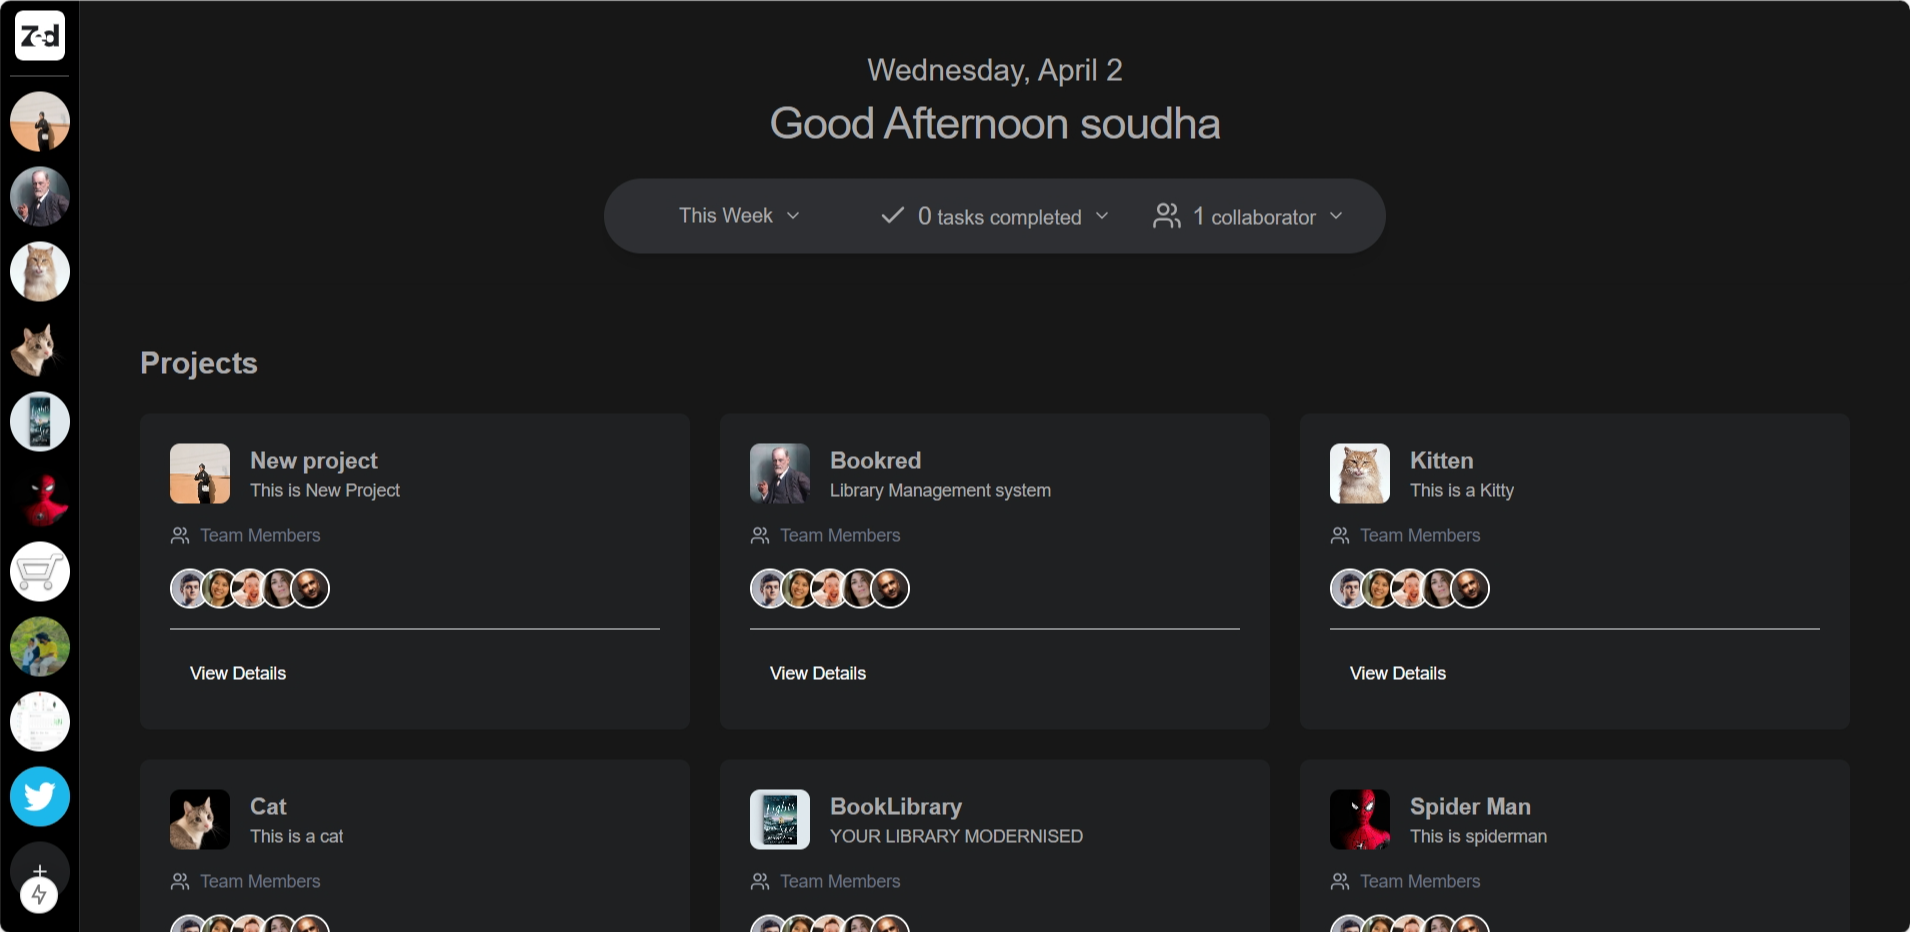 Zed
Wednesday, April 2
Good Afternoon soudha
This Week
0 tasks completed
1 collaborator
Projects
New project
This is New Project
Team Members
View Details
Bookred
Library Management system
Team Members
View Details
Kitten
This is a Kitty
Team Members
View Details
Cat
This is a cat
Team Members
BookLibrary
YOUR LIBRARY MODERNISED
Team Members
Spider Man
This is spiderman
Team Members